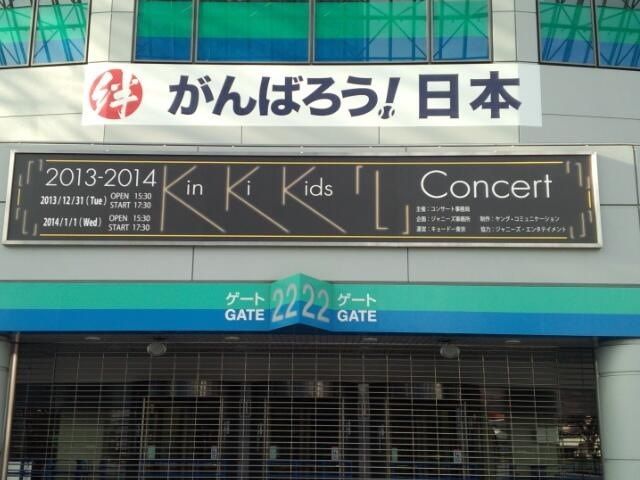 絆 がんばろう!日本
2013-2014 KinKi Kids 「L」 Concert
2013/12/31(Tue) OPEN 15:30 START 17:30
2014/1/1(Wed) OPEN 15:30 START 17:30
主催:コンサート事務局
企画:ジャニーズ事務所 制作:ヤング・コミュニケーション
運営:キョードー東京 協力:ジャニーズ・エンタテイメント
ゲート 22 22 ゲート
GATE GATE